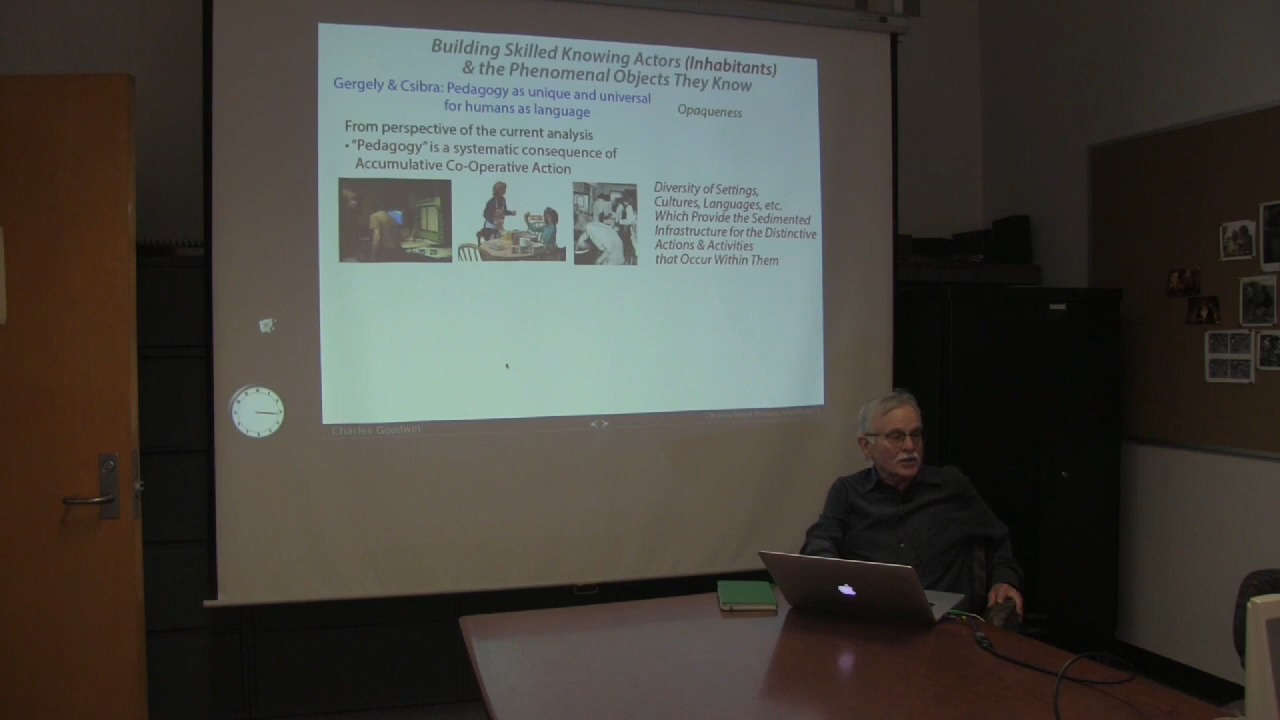 Building Skilled Knowing Actors (Inhabitants)
& the Phenomenal Objects They Know
Gergely & Csibra: Pedagogy as unique and universal
for humans as language
Opaqueness
From perspective of the current analysis
• "Pedagogy" is a systematic consequence of
Accumulative Co-Operative Action
Diversity of Settings,
Cultures, Languages, etc.
Which Provide the Sedimented
Infrastructure for the Distinctive
Actions & Activities
that Occur Within Them
Charles Goodwin